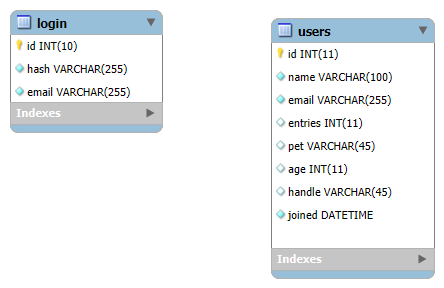 login
id INT(10)
hash VARCHAR(255)
email VARCHAR(255)
Indexes
users
id INT(11)
name VARCHAR(100)
email VARCHAR(255)
entries INT(11)
pet VARCHAR(45)
age INT(11)
handle VARCHAR(45)
joined DATETIME
Indexes